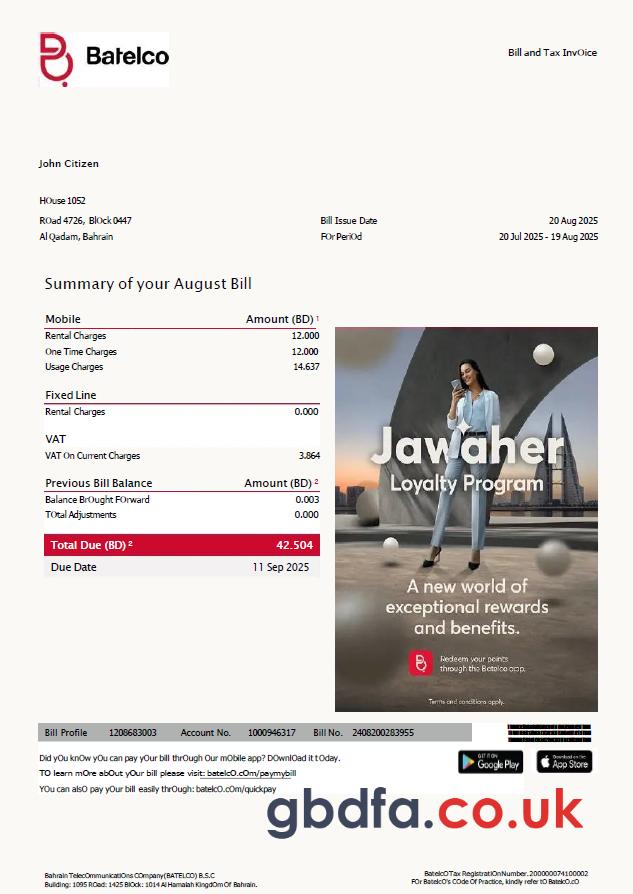 Batelco
Bill and Tax InvOice
John Citizen
HOuse 1052
ROad 4726, BlOck 0447
Al Qadam, Bahrain
Bill Issue Date 20 Aug 2025
FOr PeriOd 20 Jul 2025 - 19 Aug 2025
Summary of your August Bill
Mobile Amount (BD) 1
Rental Charges 12.000
One Time Charges 12.000
Usage Charges 14.637
Fixed Line
Rental Charges 0.000
VAT
VAT On Current Charges 3.864
Previous Bill Balance Amount (BD) 2
Balance BrOught FOrward 0.003
TOtal Adjustments 0.000
Total Due (BD) 2 42.504
Due Date 11 Sep 2025
Jawaher
Loyalty Program
A new world of
exceptional rewards
and benefits.
Redeem your points
through the Batelco app.
Terms and conditions apply.
Bill Profile 1208683003 Account No. 1000946317 Bill No. 2408200283955
Did yOu knOw yOu can pay yOur bill thrOugh Our mObile app? DOwnlOad it tOday.
TO learn mOre abOut yOur bill please visit: batelcO.cOm/paymybill
YOu can alsO pay yOur bill easily thrOugh: batelcO.cOm/quickpay
GET IT ON
Google Play
Download on the
App Store
gbdfa.co.uk
Bahrain TelecOmmunicatiOns COmpany (BATELCO) B.S.C
Building: 1095 ROad: 1425 BlOck: 1014 Al Hamalah KingdOm Of Bahrain.
BatelcO Tax RegistratiOn Number. 200000074100002
FOr BatelcO's COde Of Practice, kindly refer tO BatelcO.cO